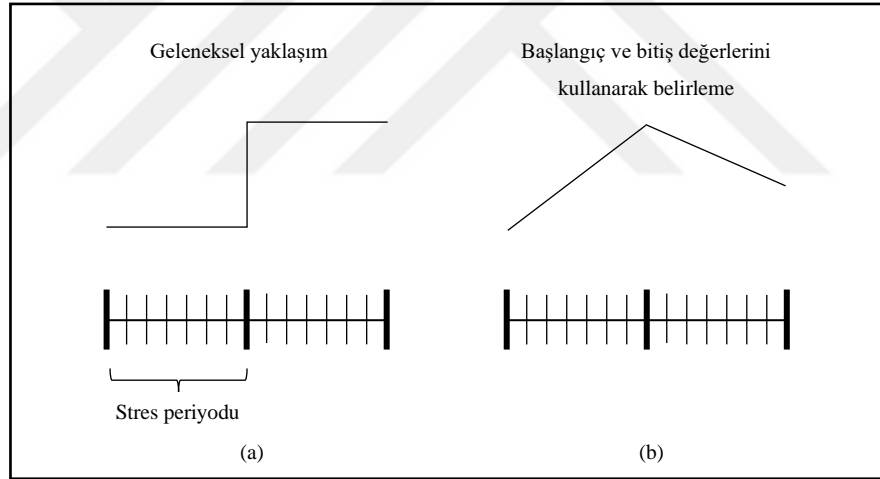 Geleneksel yaklaşım
Başlangıç ve bitiş değerlerini
kullanarak belirleme
Stres periyodu
(a)
(b)